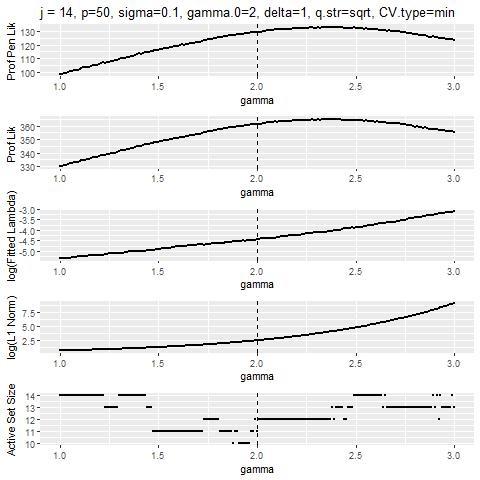 j = 14, p=50, sigma=0.1, gamma.0=2, delta=1, q.str=sqrt, CV.type=min
Prof Pen Lik
130
120
110
100
1.0 1.5 2.0 2.5 3.0
gamma
Prof Lik
360
350
340
330
1.0 1.5 2.0 2.5 3.0
gamma
log(Fitted Lambda)
-3.0
-3.5
-4.0
-4.5
-5.0
1.0 1.5 2.0 2.5 3.0
gamma
log(L1 Norm)
7.5
5.0
2.5
1.0 1.5 2.0 2.5 3.0
gamma
Active Set Size
14
13
12
11
10
1.0 1.5 2.0 2.5 3.0
gamma